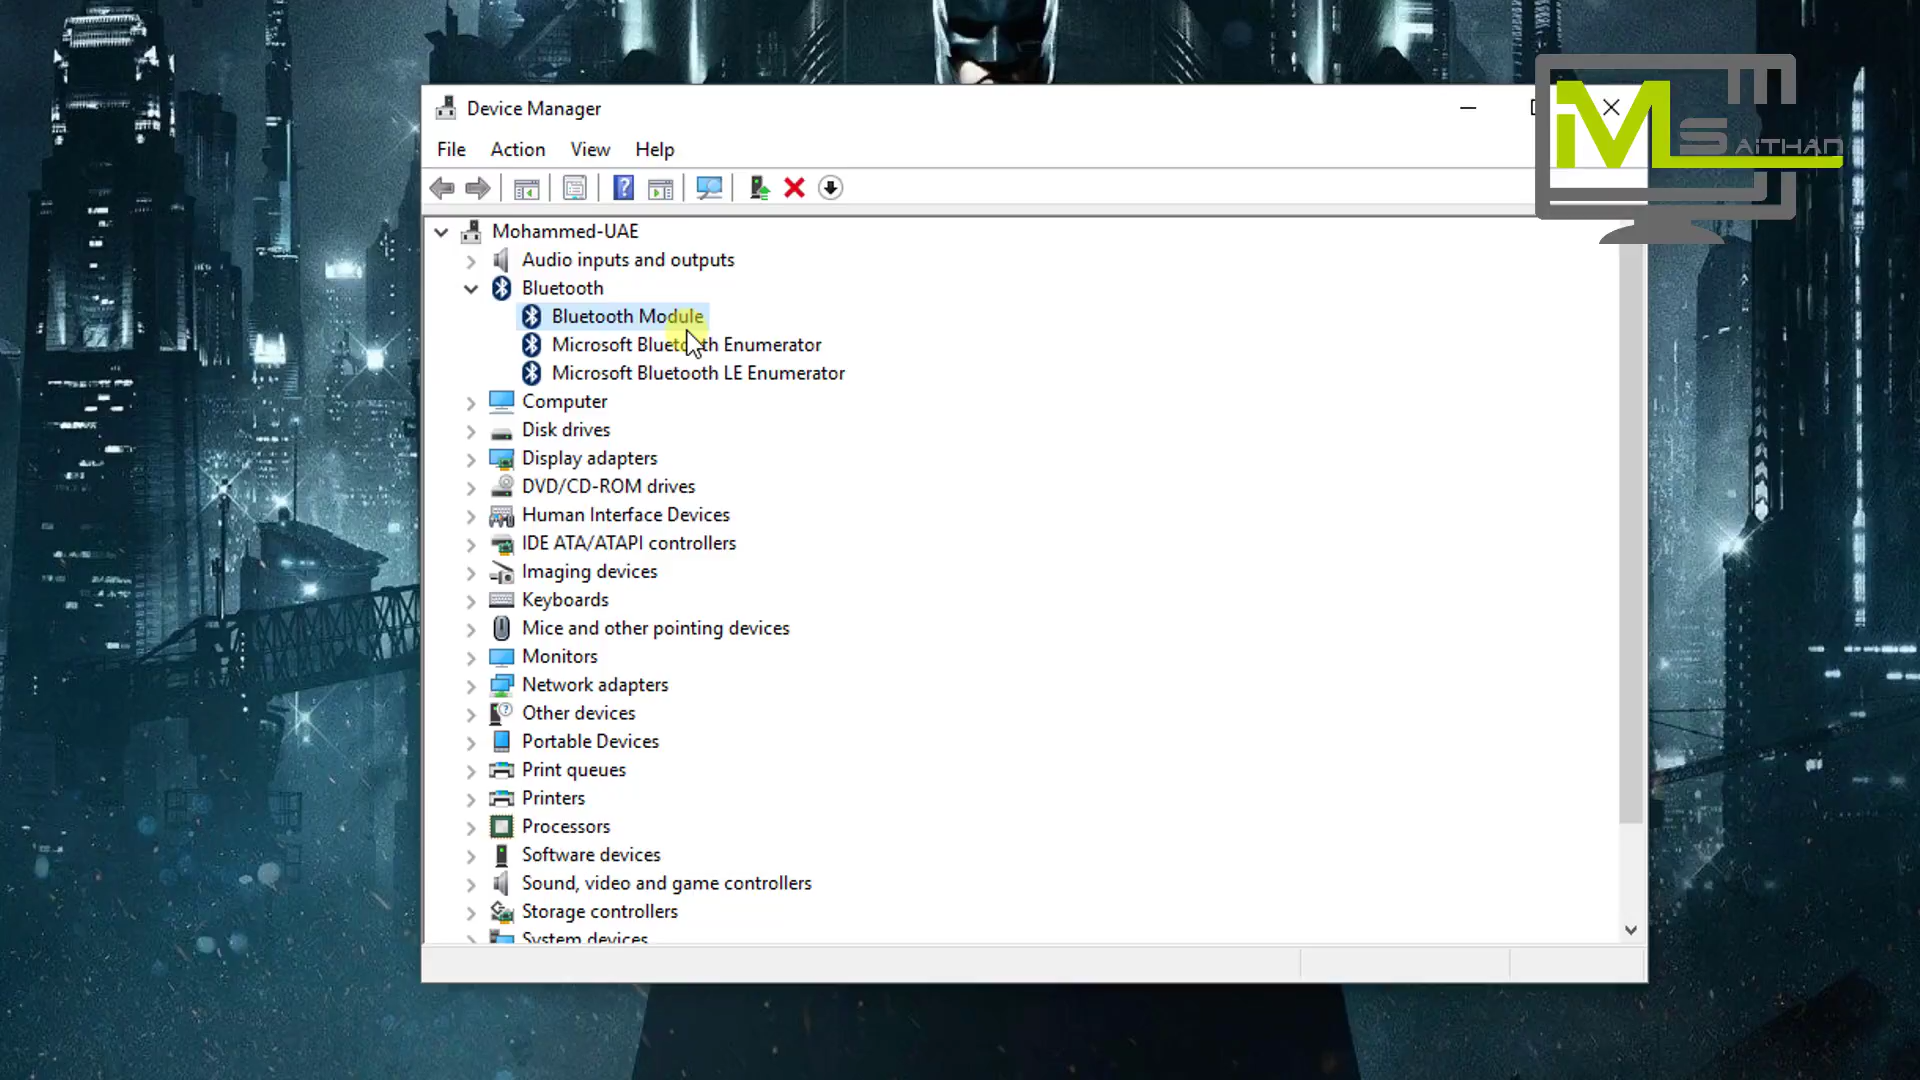 Device Manager
File Action View Help
Mohammed-UAE
Audio inputs and outputs
Bluetooth
Bluetooth Module
Microsoft Bluetooth Enumerator
Microsoft Bluetooth LE Enumerator
Computer
Disk drives
Display adapters
DVD/CD-ROM drives
Human Interface Devices
IDE ATA/ATAPI controllers
Imaging devices
Keyboards
Mice and other pointing devices
Monitors
Network adapters
Other devices
Portable Devices
Print queues
Printers
Processors
Software devices
Sound, video and game controllers
Storage controllers
System devices
iM SAITHAN